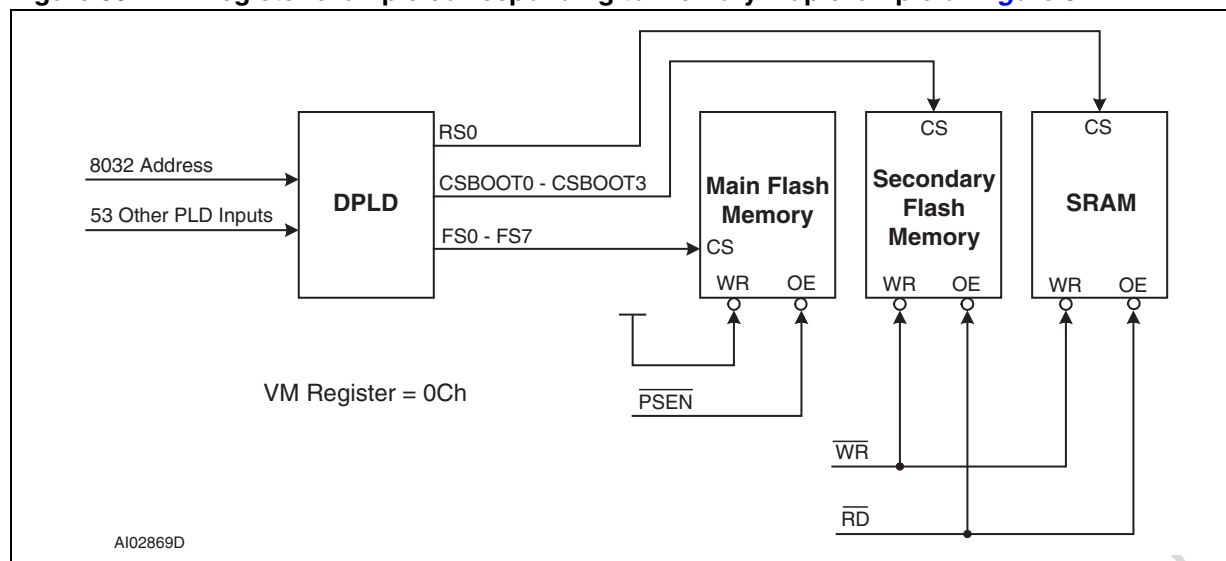 RS0
8032 Address
53 Other PLD Inputs
DPLD
CSBOOT0 - CSBOOT3
FS0 - FS7
CS
Main Flash
Memory
WR OE
CS
Secondary
Flash
Memory
WR OE
CS
SRAM
WR OE
VM Register = 0Ch
PSEN
WR
RD
AI02869D